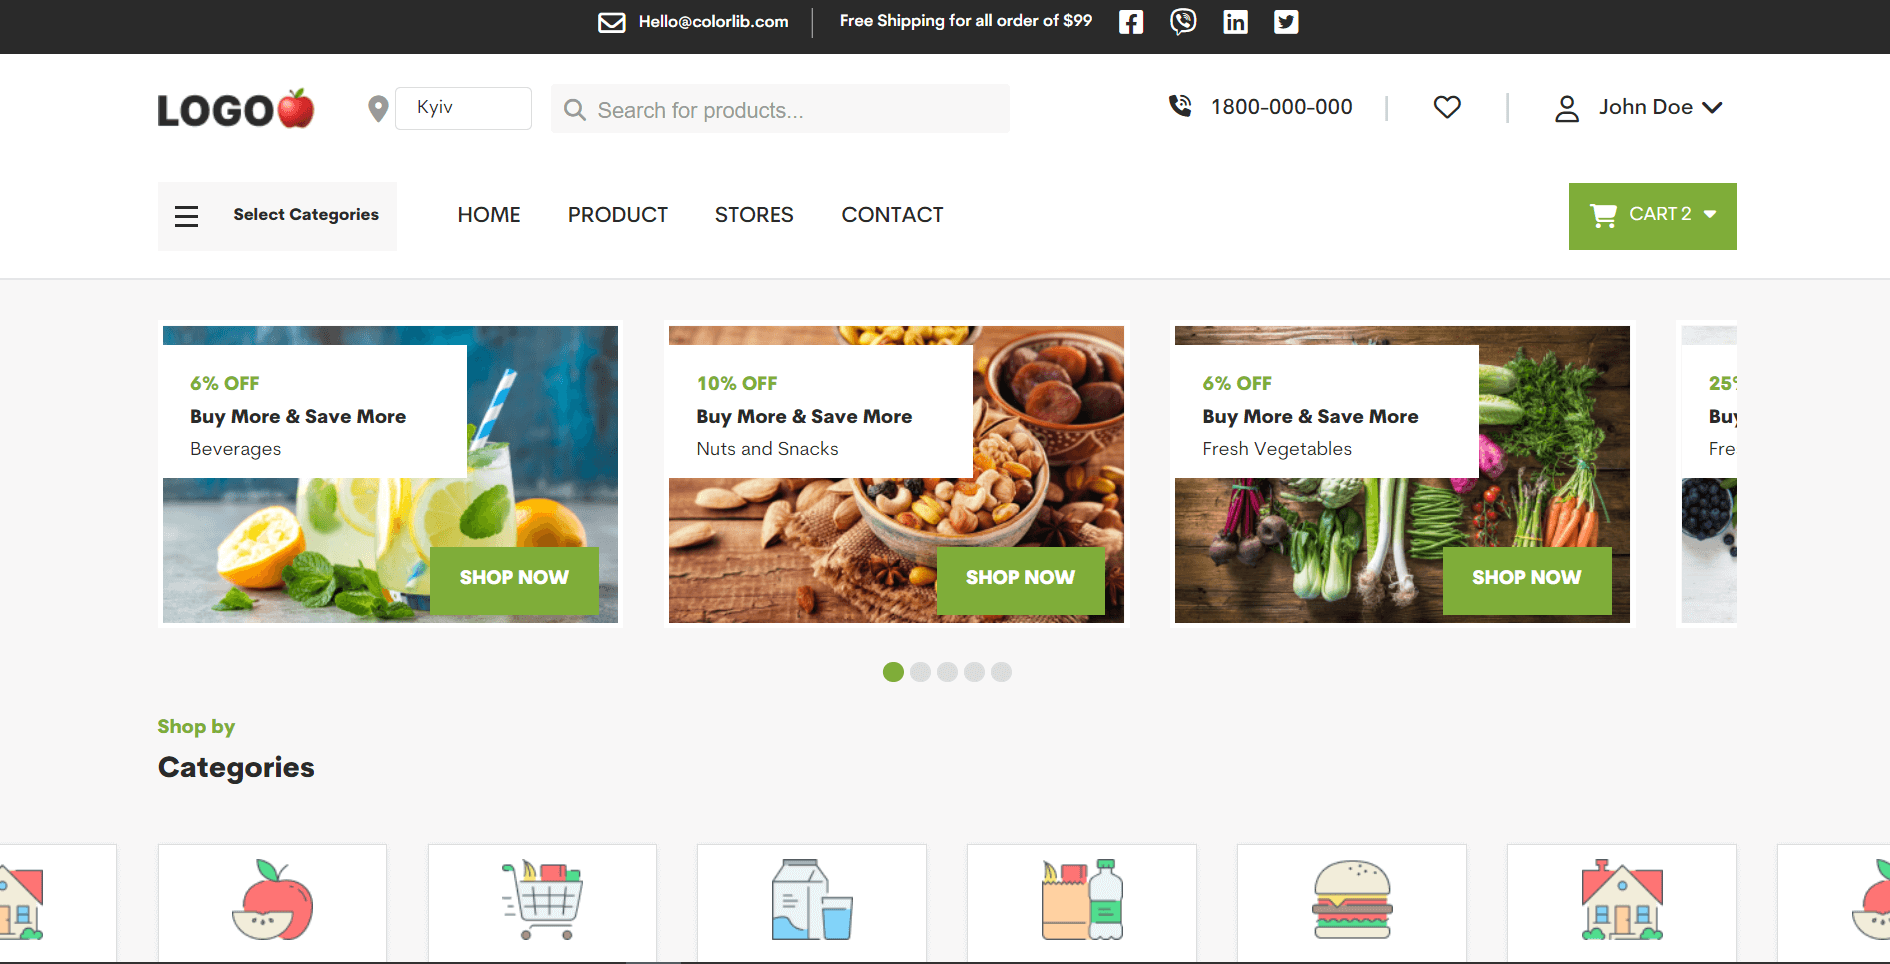 Hello@colorlib.com
Free Shipping for all order of $99
LOGO
Kyiv
Search for products...
1800-000-000
John Doe
Select Categories
HOME
PRODUCT
STORES
CONTACT
CART 2
6% OFF
Buy More & Save More
Beverages
SHOP NOW
10% OFF
Buy More & Save More
Nuts and Snacks
SHOP NOW
6% OFF
Buy More & Save More
Fresh Vegetables
SHOP NOW
25%
Buy
Fre
Shop by
Categories